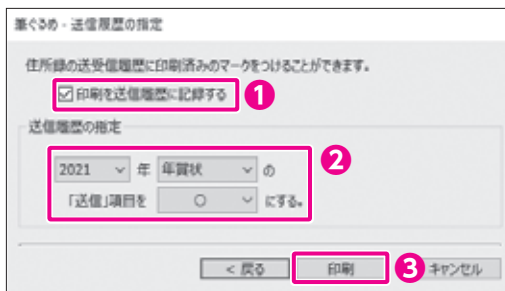 筆ぐるめ - 送信履歴の指定
住所録の送受信履歴に印刷済みのマークをつけることができます。
印刷を送信履歴に記録する 1
送信履歴の指定
2021 年 年賀状 の 2
「送信」項目を ○ にする。
< 戻る 印刷 3 キャンセル